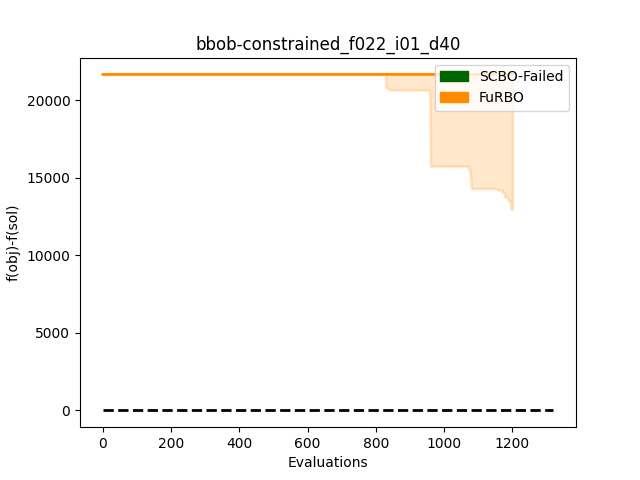 bbob-constrained_f022_i01_d40
SCBO-Failed
FuRBO
f(obj)-f(sol)
20000
15000
10000
5000
0
0 200 400 600 800 1000 1200
Evaluations